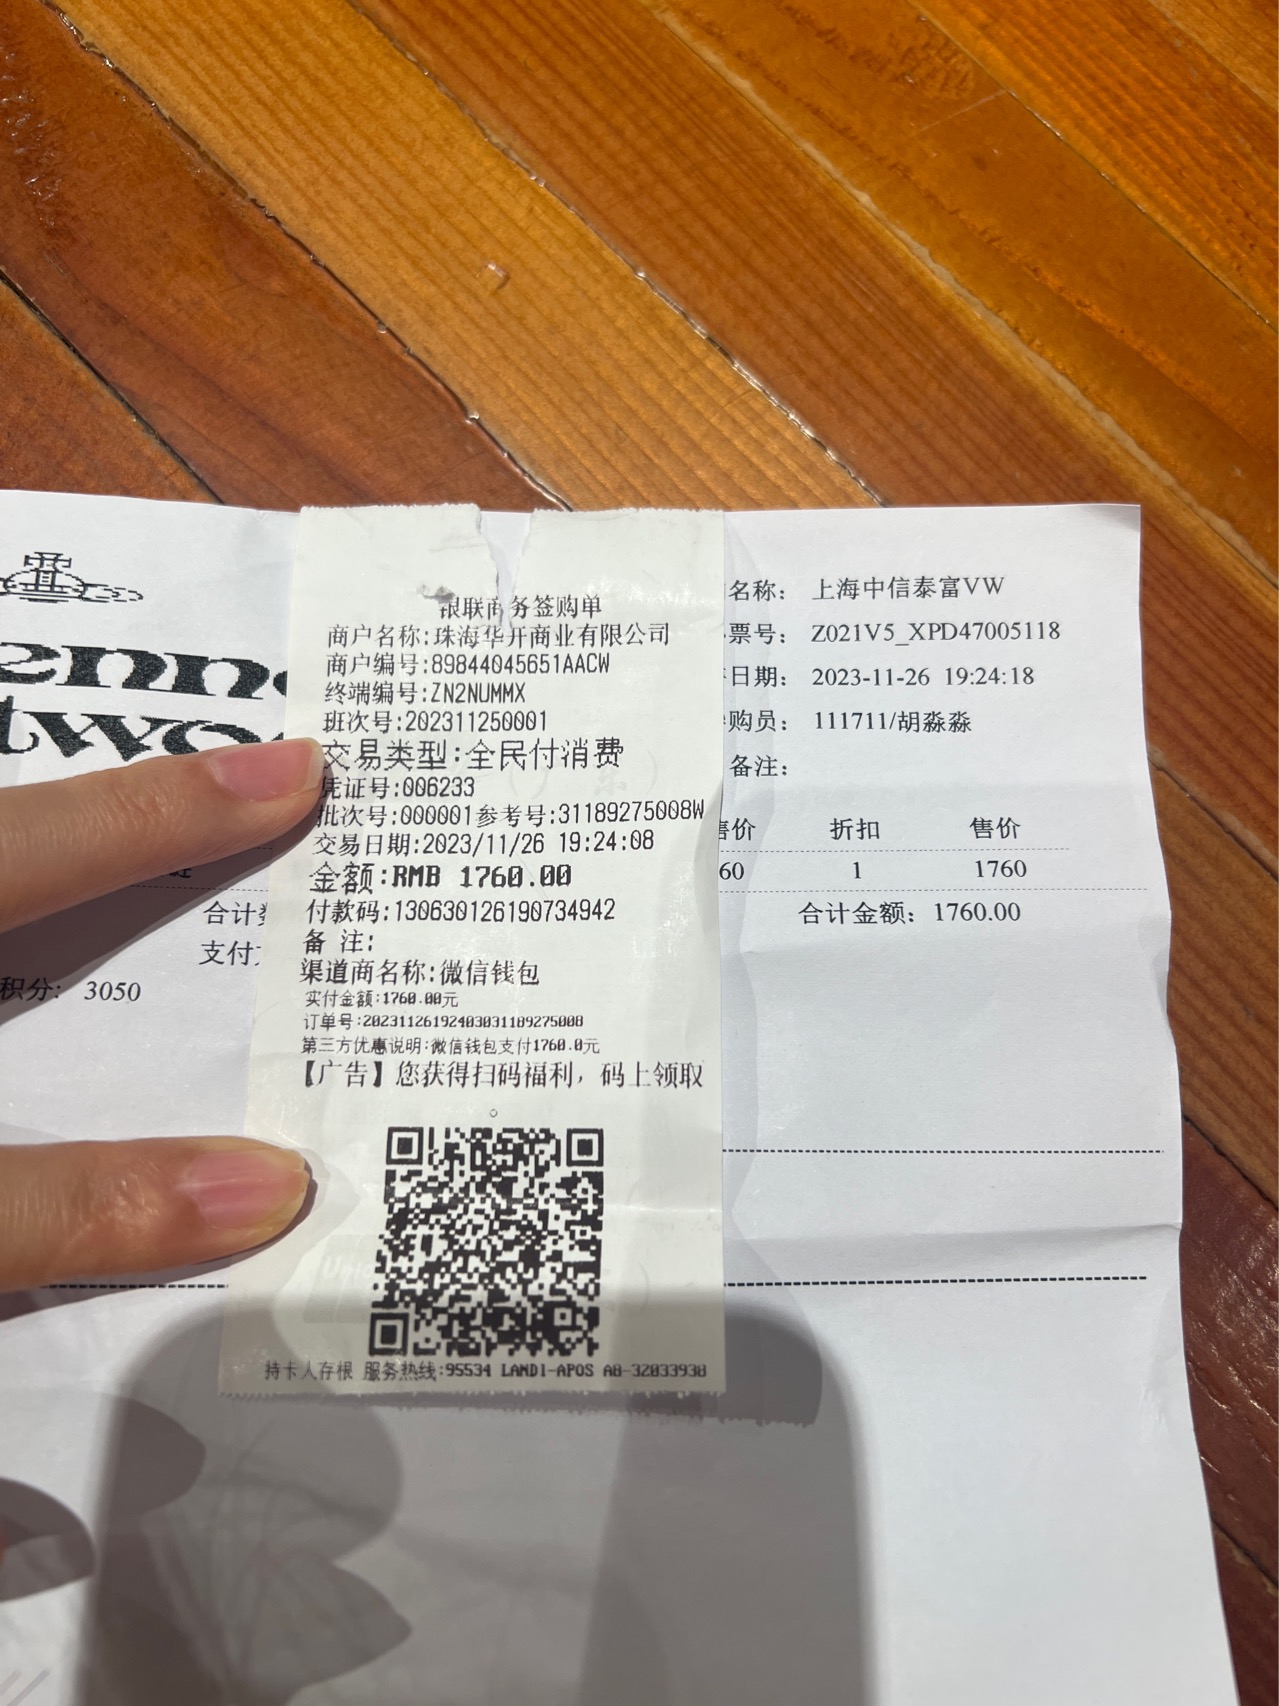 银联商务签购单
商户名称:珠海华开商业有限公司
商户编号:89844045651AACW
终端编号:ZN2NUMMX
班次号:202311250001
交易类型:全民付消费
凭证号:006233
批次号:000001参考号:31189275008W
交易日期:2023/11/26 19:24:08
金额:RMB 1760.00
付款码:130630126190734942
备 注:
渠道商名称:微信钱包
实付金额:1760.00元
订单号:20231126192403031189275008
第三方优惠说明:微信钱包支付1760.0元
【广告】您获得扫码福利，码上领取
持卡人存根 服务热线:95534 LANDI-APOS A8-32033938
名称： 上海中信泰富VW
票号： Z021V5_XPD47005118
日期： 2023-11-26 19:24:18
购员： 111711/胡淼淼
备注：
售价 折扣 售价
60 1 1760
合计 合计金额：1760.00
支付
积分: 3050